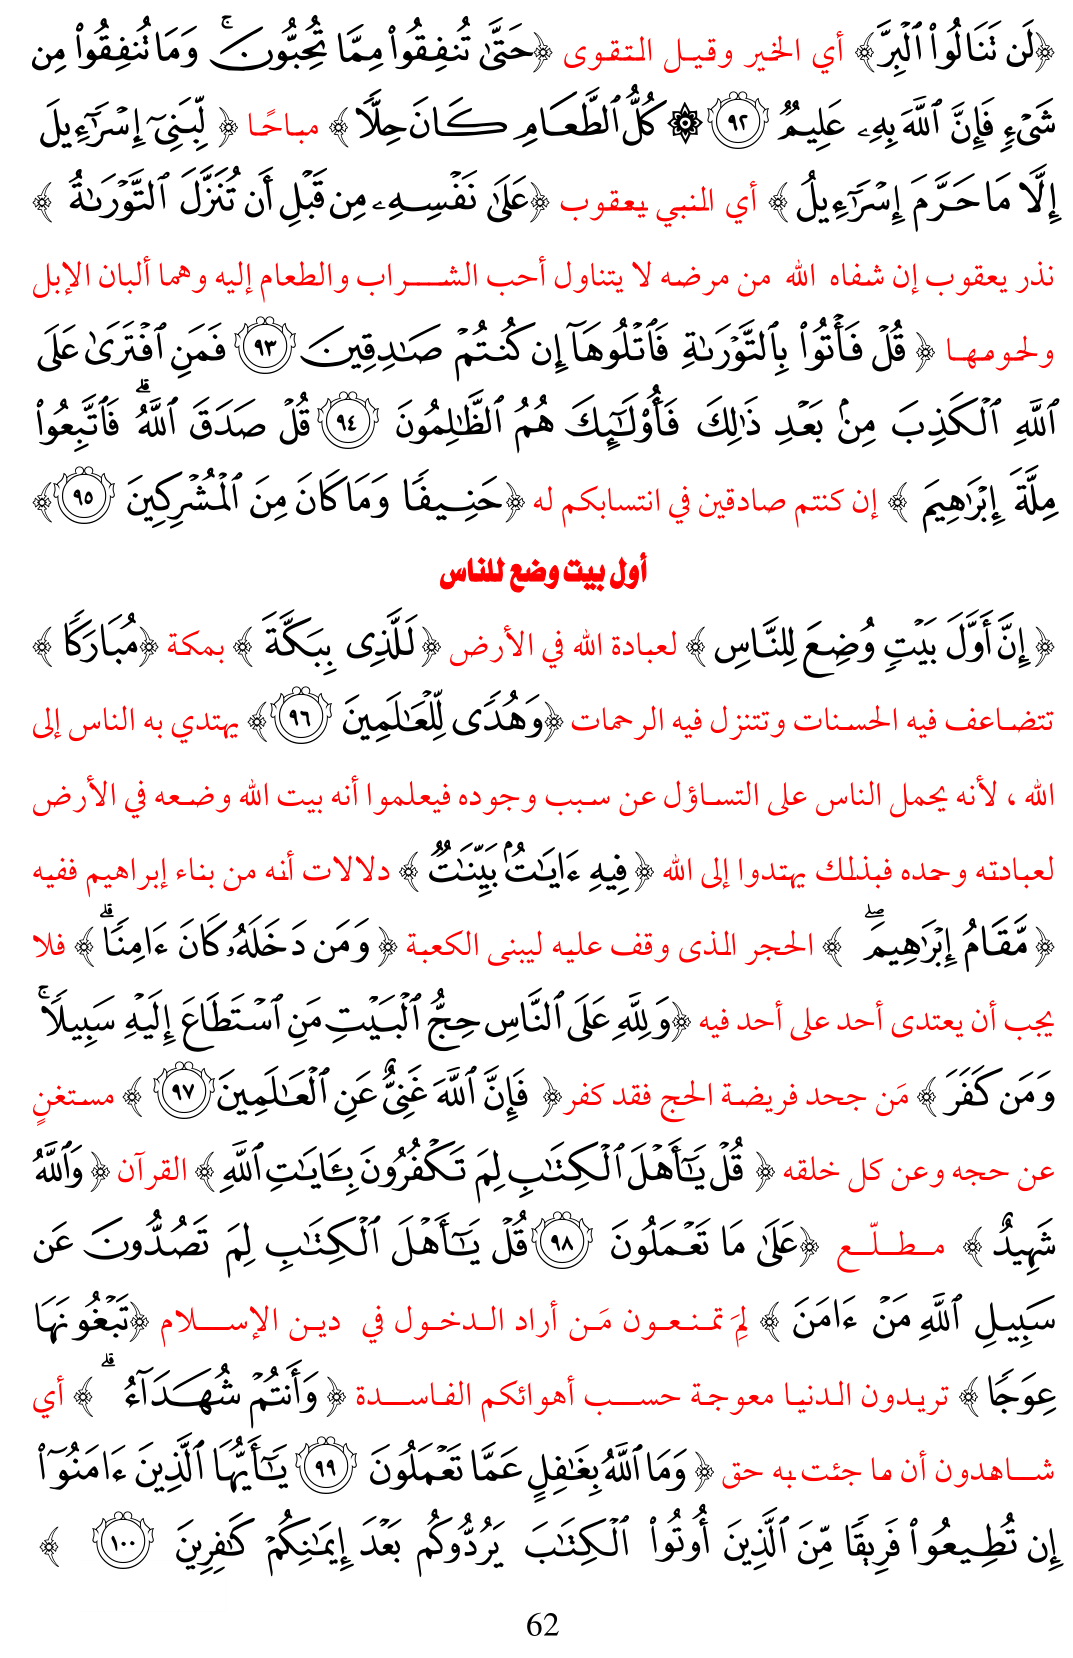 ﴿لَن تَنَالُوا۟ ٱلْبِرَّ﴾ أي الخير وقيل التقوى ﴿حَتَّىٰ تُنفِقُوا۟ مِمَّا تُحِبُّونَ ۚ وَمَا تُنفِقُوا۟ مِن
شَىْءٍۢ فَإِنَّ ٱللَّهَ بِهِۦ عَلِيمٌۭ ۝٩٢ ۞ كُلُّ ٱلطَّعَامِ كَانَ حِلًّۭا ﴾ مباحًا ﴿ لِّبَنِىٓ إِسْرَٰٓءِيلَ
إِلَّا مَا حَرَّمَ إِسْرَٰٓءِيلُ ﴾ أي النبي يعقوب ﴿عَلَىٰ نَفْسِهِۦ مِن قَبْلِ أَن تُنَزَّلَ ٱلتَّوْرَىٰةُ ﴾
نذر يعقوب إن شفاه الله من مرضه لا يتناول أحب الشراب والطعام إليه وهما ألبان الإبل
ولحومها ﴿ قُلْ فَأْتُوا۟ بِٱلتَّوْرَىٰةِ فَٱتْلُوهَآ إِن كُنتُمْ صَـٰدِقِينَ ۝٩٣ فَمَنِ ٱفْتَرَىٰ عَلَى
ٱللَّهِ ٱلْكَذِبَ مِنۢ بَعْدِ ذَٰلِكَ فَأُو۟لَـٰٓئِكَ هُمُ ٱلظَّـٰلِمُونَ ۝٩٤ قُلْ صَدَقَ ٱللَّهُ ۗ فَٱتَّبِعُوا۟
مِلَّةَ إِبْرَٰهِيمَ ﴾ إن كنتم صادقين في انتسابكم له ﴿حَنِيفًۭا وَمَا كَانَ مِنَ ٱلْمُشْرِكِينَ ۝٩٥﴾
أول بيت وضع للناس
﴿ إِنَّ أَوَّلَ بَيْتٍۢ وُضِعَ لِلنَّاسِ ﴾ لعبادة الله في الأرض ﴿ لَلَّذِى بِبَكَّةَ ﴾ بمكة ﴿مُبَارَكًۭا ﴾
تتضاعف فيه الحسنات وتتنزل فيه الرحمات ﴿وَهُدًۭى لِّلْعَـٰلَمِينَ ۝٩٦﴾ يهتدي به الناس إلى
الله ، لأنه يحمل الناس على التساؤل عن سبب وجوده فيعلموا أنه بيت الله وضعه في الأرض
لعبادته وحده فبذلك يهتدوا إلى الله ﴿فِيهِ ءَايَـٰتٌۢ بَيِّنَـٰتٌۭ ﴾ دلالات أنه من بناء إبراهيم ففيه
﴿ مَّقَامُ إِبْرَٰهِيمَ ۖ ﴾ الحجر الذى وقف عليه ليبنى الكعبة ﴿ وَمَن دَخَلَهُۥ كَانَ ءَامِنًۭا ۗ ﴾ فلا
يجب أن يعتدى أحد على أحد فيه ﴿وَلِلَّهِ عَلَى ٱلنَّاسِ حِجُّ ٱلْبَيْتِ مَنِ ٱسْتَطَاعَ إِلَيْهِ سَبِيلًۭا ۚ
وَمَن كَفَرَ ﴾ مَن جحد فريضة الحج فقد كفر﴿ فَإِنَّ ٱللَّهَ غَنِىٌّ عَنِ ٱلْعَـٰلَمِينَ ۝٩٧ ﴾ مستغنٍ
عن حجه وعن كل خلقه ﴿ قُلْ يَـٰٓأَهْلَ ٱلْكِتَـٰبِ لِمَ تَكْفُرُونَ بِـَٔايَـٰتِ ٱللَّهِ ﴾ القرآن ﴿ وَٱللَّهُ
شَهِيدٌ ﴾ مطلّع ﴿عَلَىٰ مَا تَعْمَلُونَ ۝٩٨ قُلْ يَـٰٓأَهْلَ ٱلْكِتَـٰبِ لِمَ تَصُدُّونَ عَن
سَبِيلِ ٱللَّهِ مَنْ ءَامَنَ ﴾ لِمَ تمنعون مَن أراد الدخول في دين الإسلام ﴿تَبْغُونَهَا
عِوَجًۭا ﴾ تريدون الدنيا معوجة حسب أهوائكم الفاسدة ﴿ وَأَنتُمْ شُهَدَآءُ ۗ ﴾ أي
شاهدون أن ما جئت به حق ﴿ وَمَا ٱللَّهُ بِغَـٰفِلٍ عَمَّا تَعْمَلُونَ ۝٩٩ يَـٰٓأَيُّهَا ٱلَّذِينَ ءَامَنُوٓا۟
إِن تُطِيعُوا۟ فَرِيقًۭا مِّنَ ٱلَّذِينَ أُوتُوا۟ ٱلْكِتَـٰبَ يَرُدُّوكُم بَعْدَ إِيمَـٰنِكُمْ كَـٰفِرِينَ ۝١٠٠ ﴾
62